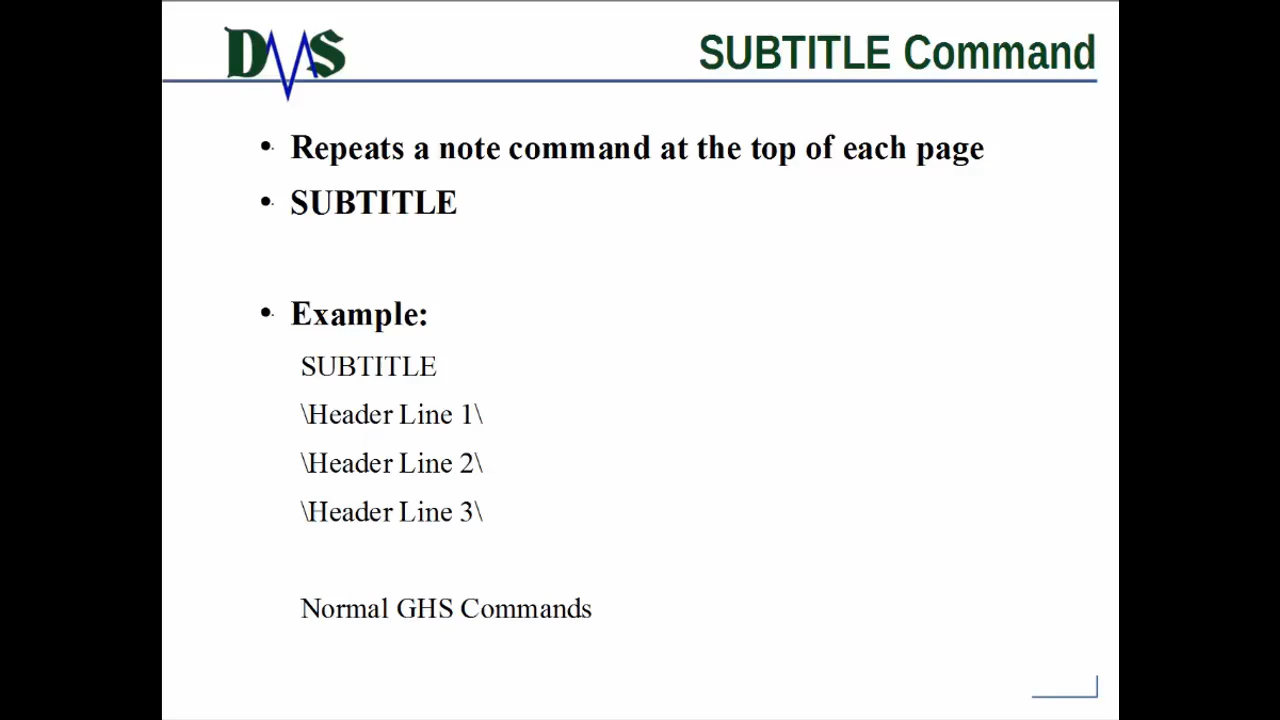 DMS
SUBTITLE Command
• Repeats a note command at the top of each page
• SUBTITLE
• Example:
SUBTITLE
\Header Line 1\
\Header Line 2\
\Header Line 3\
Normal GHS Commands